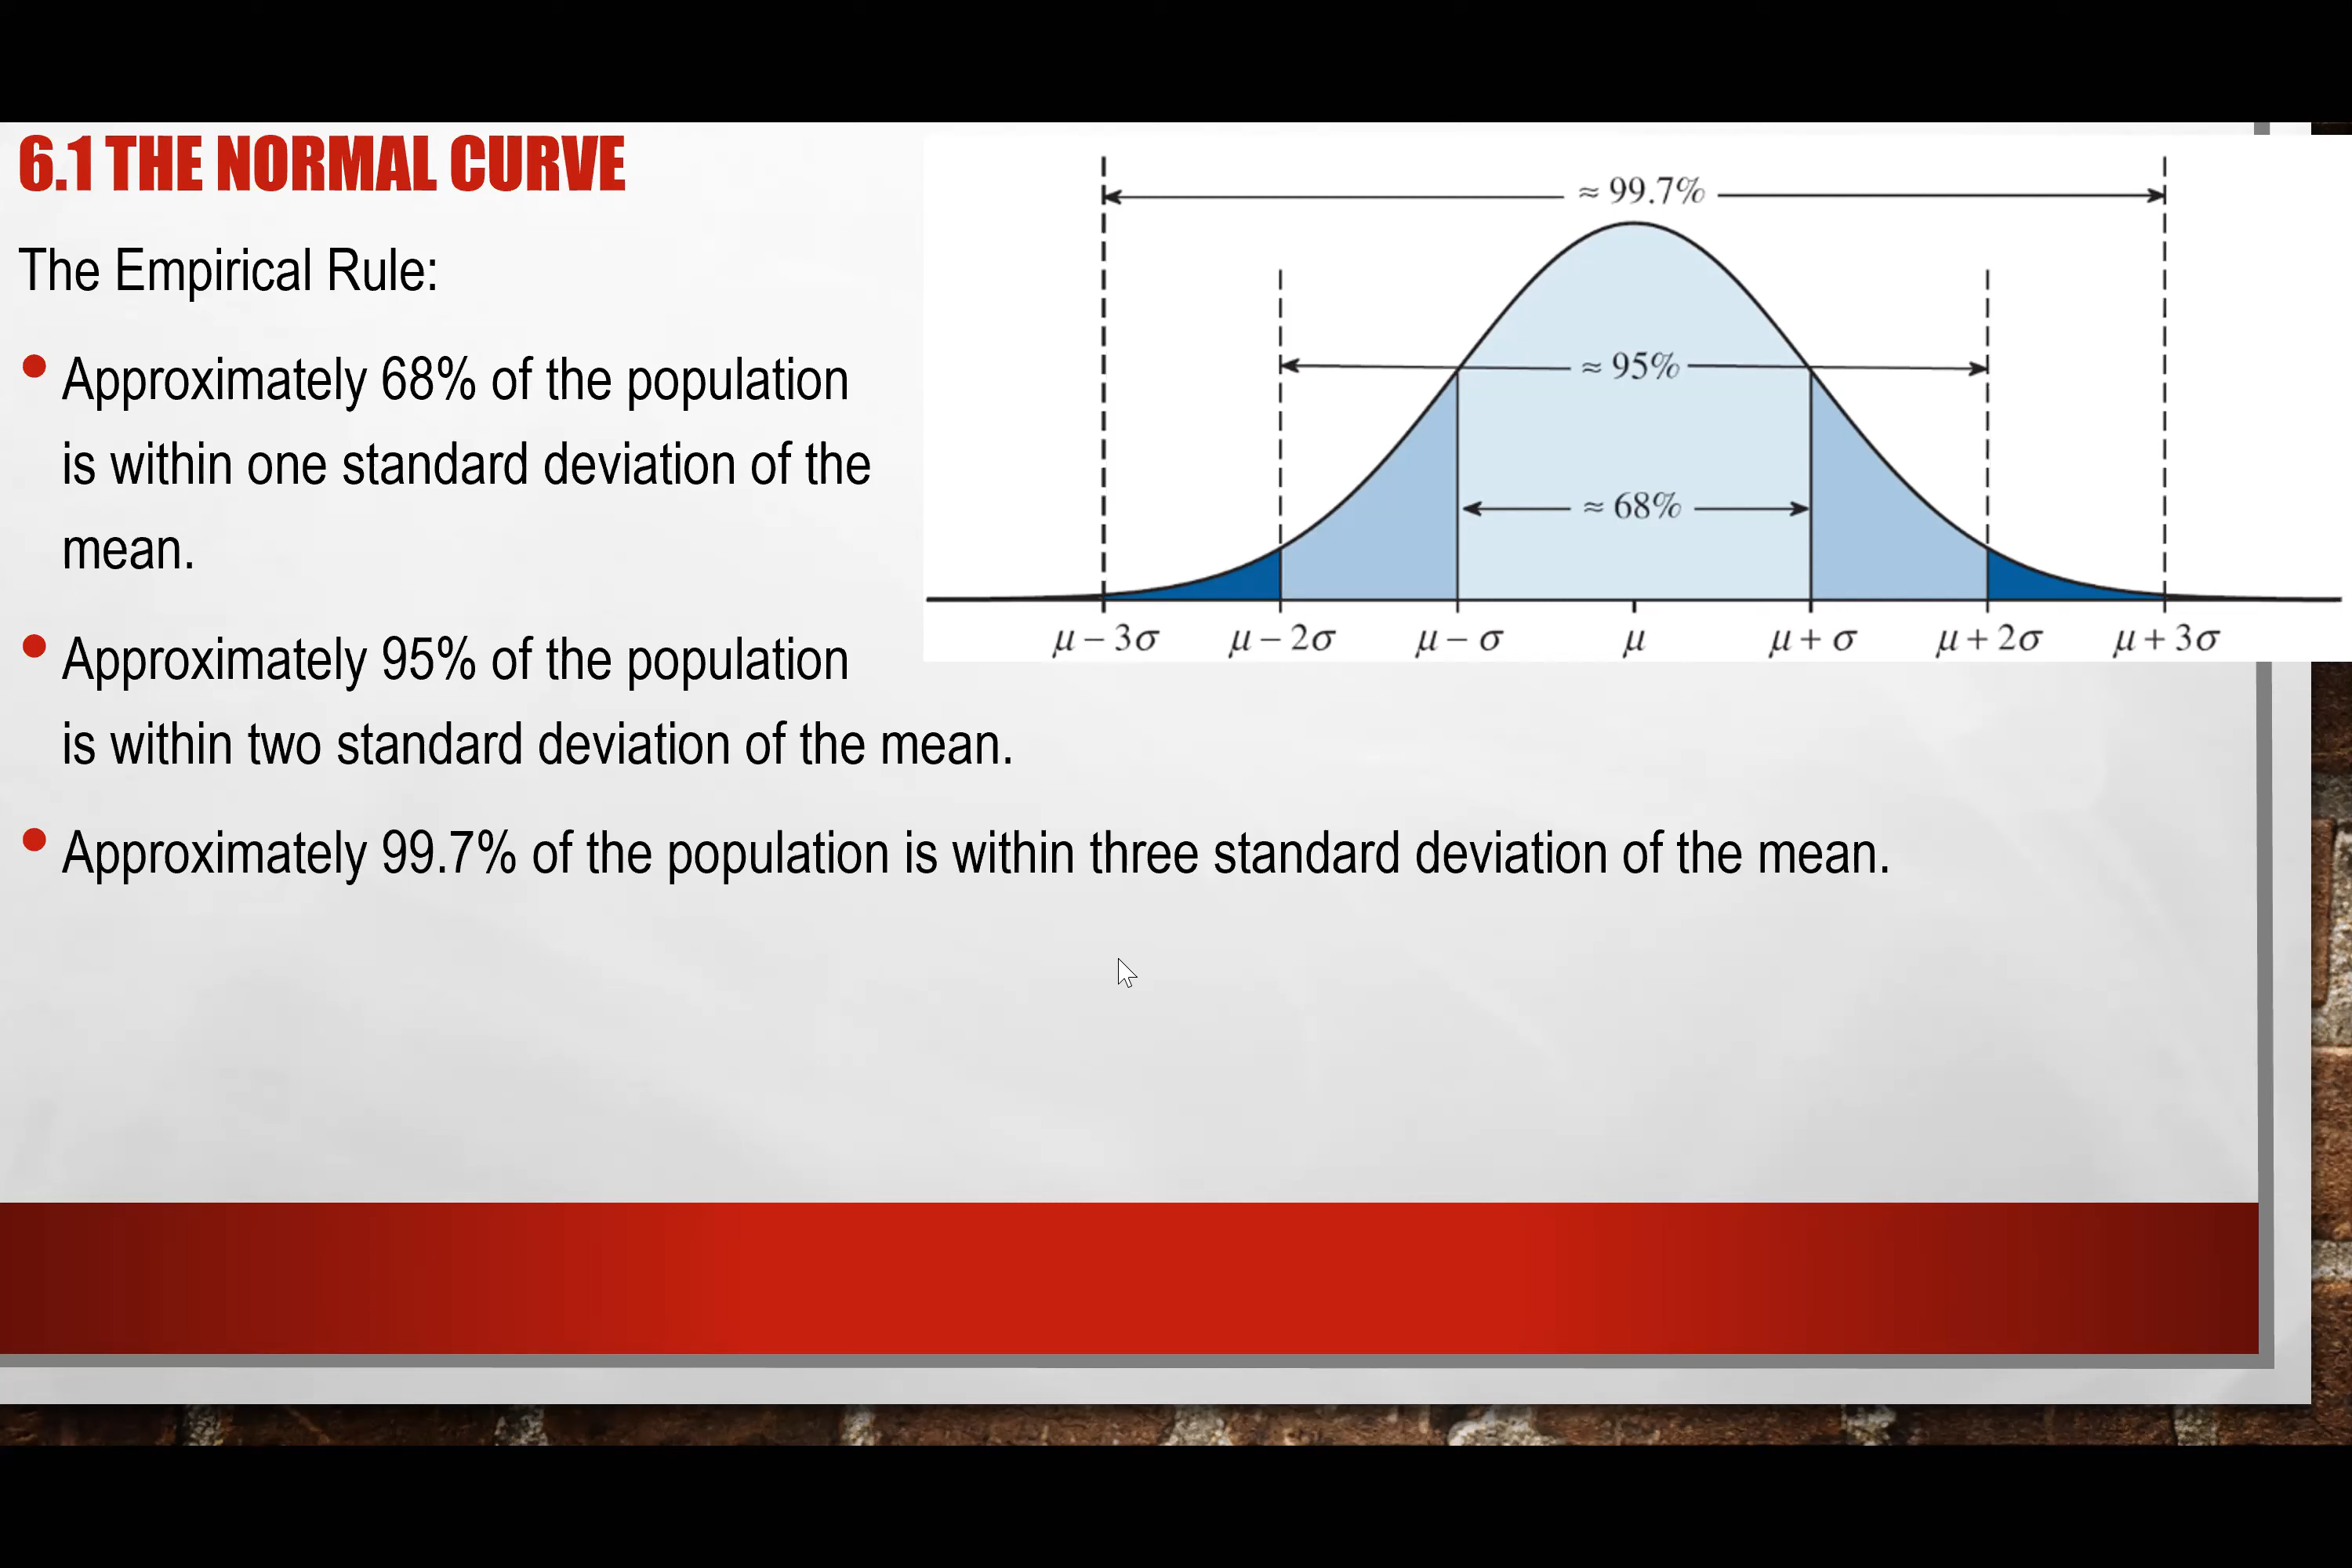 6.1 THE NORMAL CURVE
The Empirical Rule:
• Approximately 68% of the population
is within one standard deviation of the
mean.
• Approximately 95% of the population
is within two standard deviation of the mean.
• Approximately 99.7% of the population is within three standard deviation of the mean.
≈ 99.7%
≈ 95%
≈ 68%
μ − 3σ μ − 2σ μ − σ μ μ + σ μ + 2σ μ + 3σ